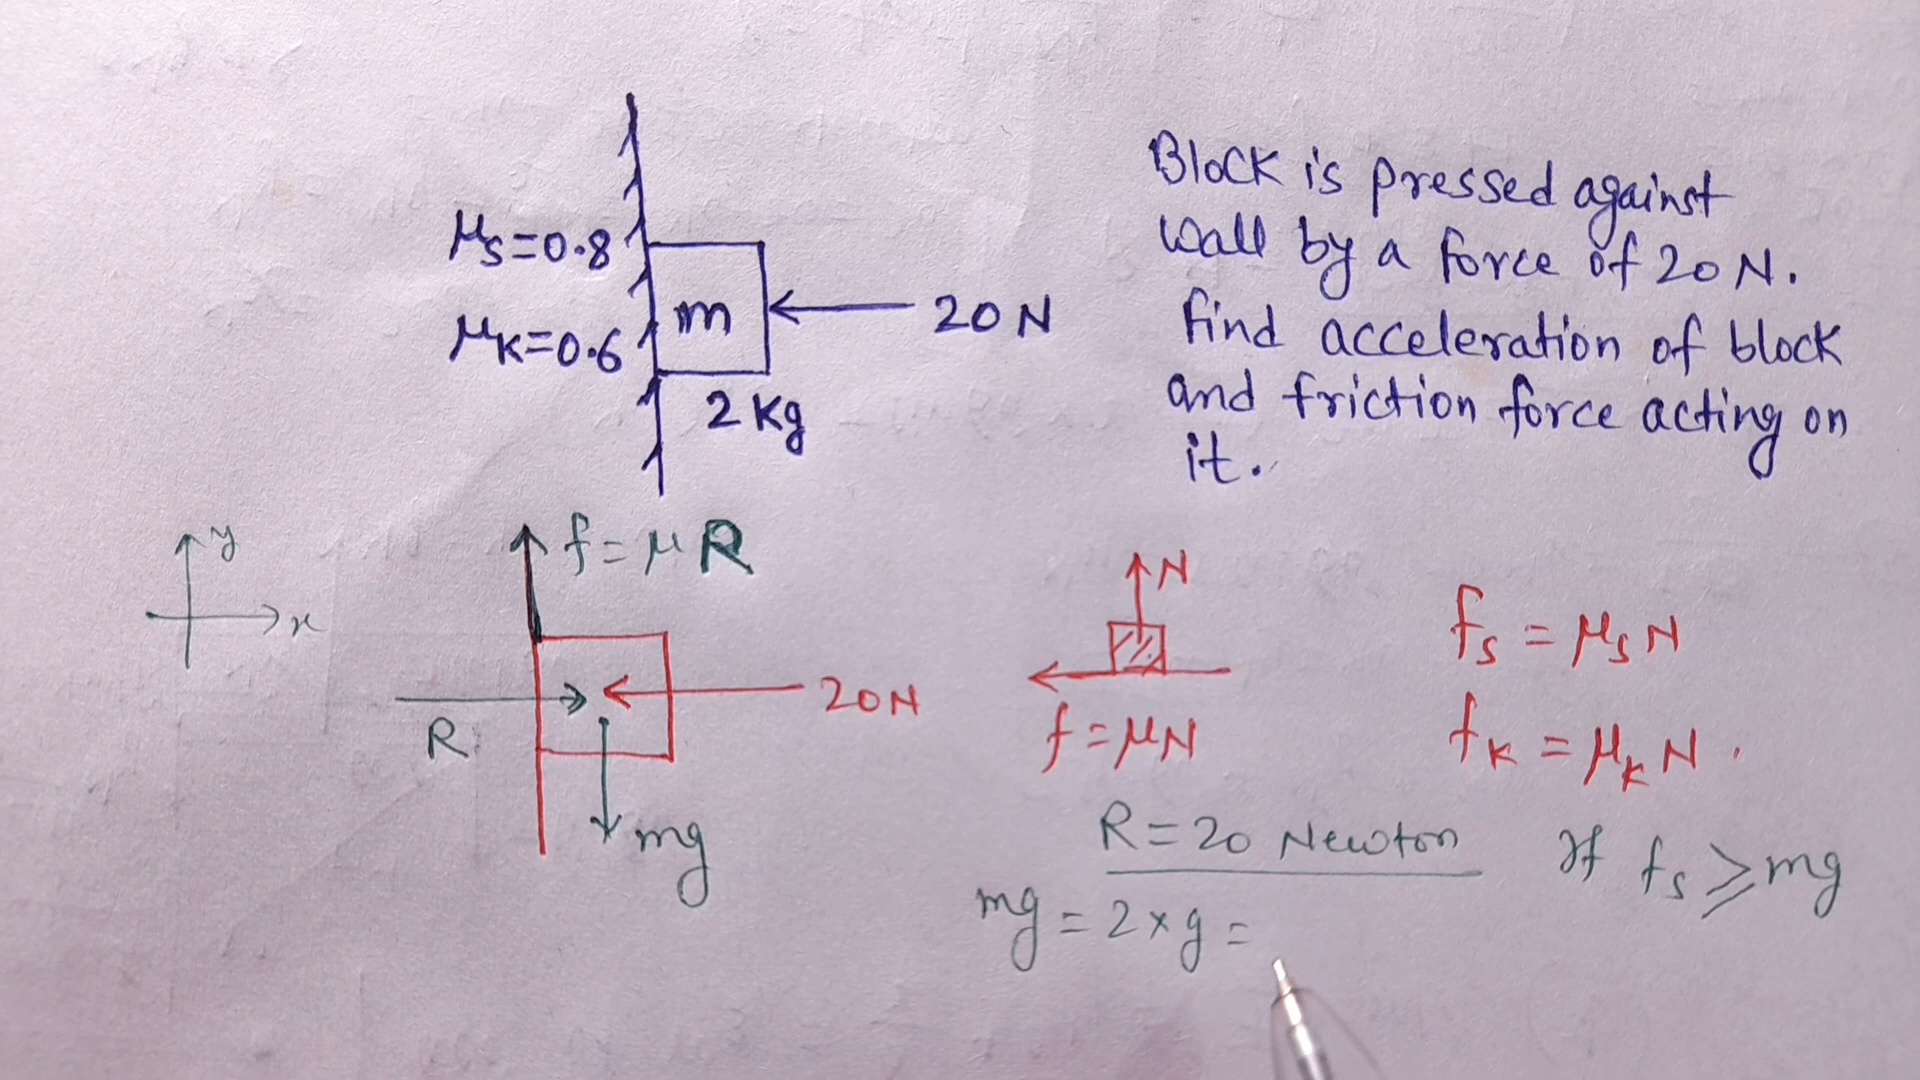 μs=0.8
μK=0.6
m
20 N
2 Kg
Block is pressed against
wall by a force of 20 N.
find acceleration of block
and friction force acting on
it.
y
x
f = μ R
R
20N
mg
N
f = μN
fs = μs N
fK = μK N .
R = 20 Newton
If fs ⩾ mg
mg = 2 × g =